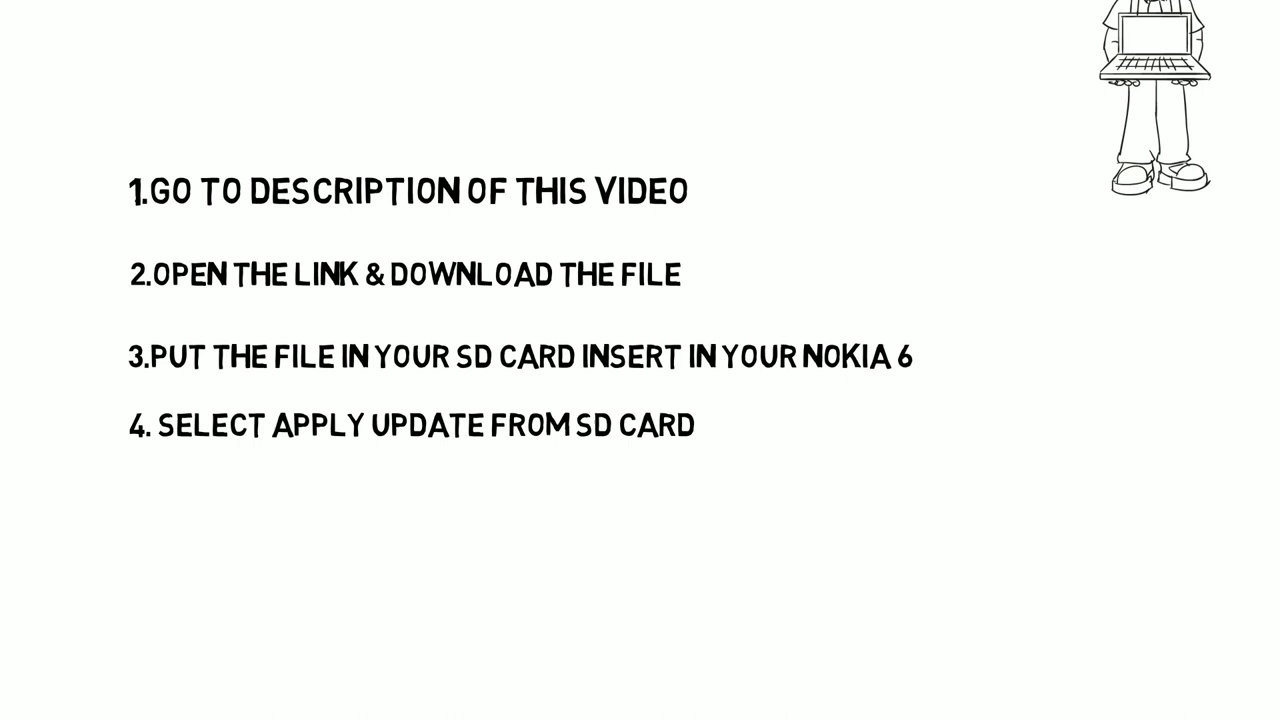 1.GO TO DESCRIPTION OF THIS VIDEO
2.OPEN THE LINK & DOWNLOAD THE FILE
3.PUT THE FILE IN YOUR SD CARD INSERT IN YOUR NOKIA 6
4. SELECT APPLY UPDATE FROM SD CARD